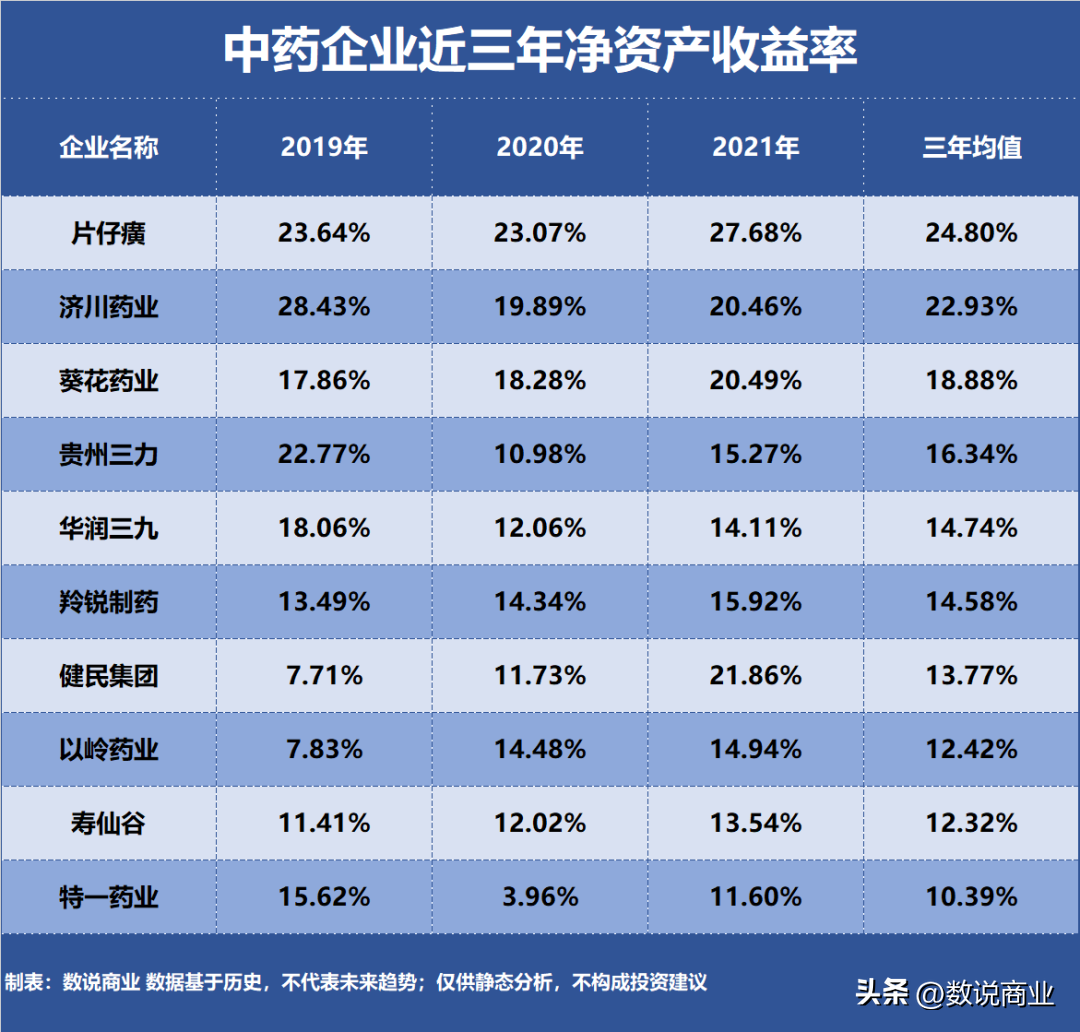 中药企业近三年净资产收益率
企业名称 2019年 2020年 2021年 三年均值
片仔癀 23.64% 23.07% 27.68% 24.80%
济川药业 28.43% 19.89% 20.46% 22.93%
葵花药业 17.86% 18.28% 20.49% 18.88%
贵州三力 22.77% 10.98% 15.27% 16.34%
华润三九 18.06% 12.06% 14.11% 14.74%
羚锐制药 13.49% 14.34% 15.92% 14.58%
健民集团 7.71% 11.73% 21.86% 13.77%
以岭药业 7.83% 14.48% 14.94% 12.42%
寿仙谷 11.41% 12.02% 13.54% 12.32%
特一药业 15.62% 3.96% 11.60% 10.39%
制表：数说商业 数据基于历史，不代表未来趋势；仅供静态分析，不构成投资建议
头条 @数说商业